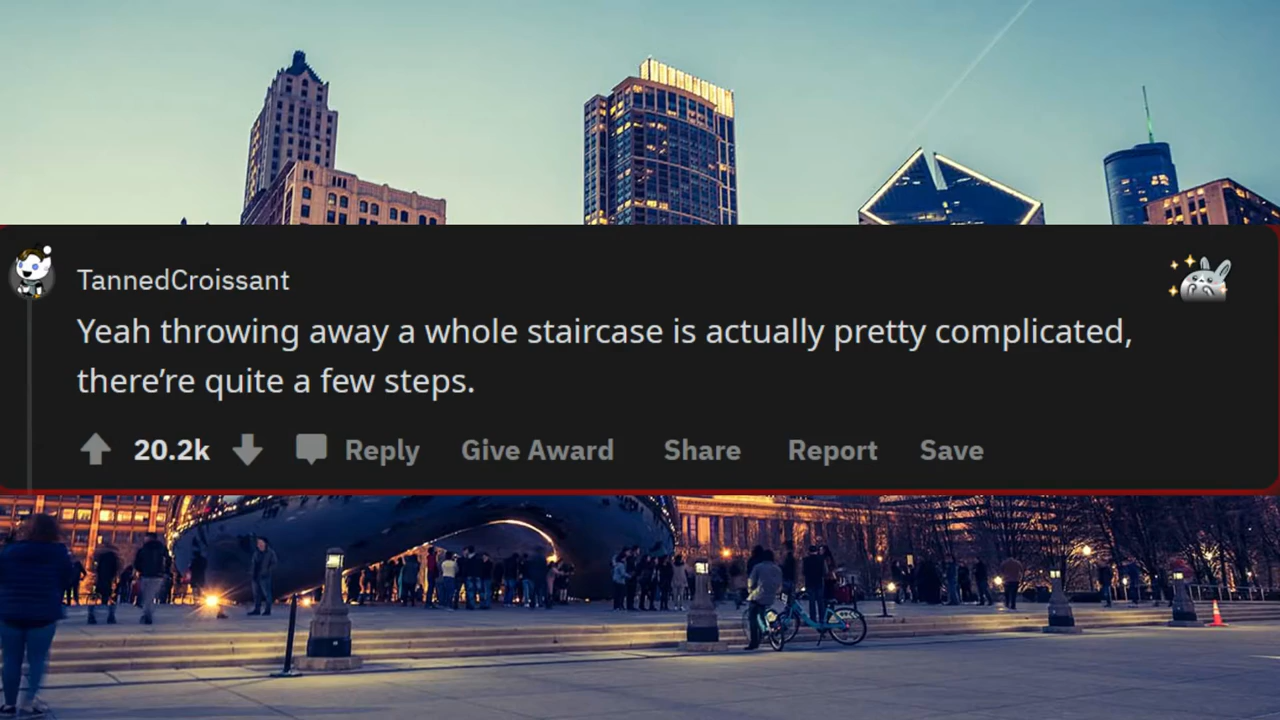 TannedCroissant
Yeah throwing away a whole staircase is actually pretty complicated,
there’re quite a few steps.
20.2k Reply Give Award Share Report Save